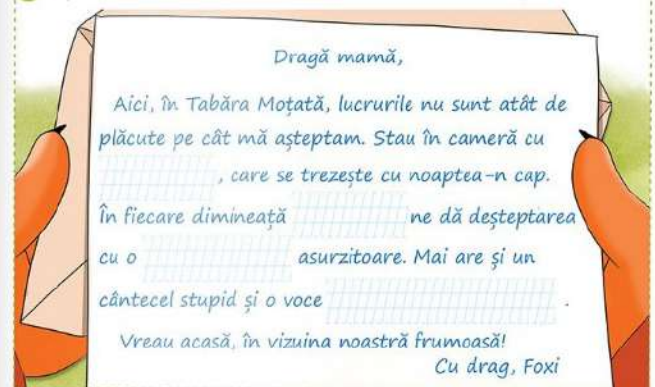 Dragă mamă,
Aici, în Tabăra Moțată, lucrurile nu sunt atât de
plăcute pe cât mă așteptam. Stau în cameră cu
, care se trezește cu noaptea-n cap.
În fiecare dimineață ne dă deșteptarea
cu o asurzitoare. Mai are și un
cântecel stupid și o voce .
Vreau acasă, în vizuina noastră frumoasă!
Cu drag, Foxi